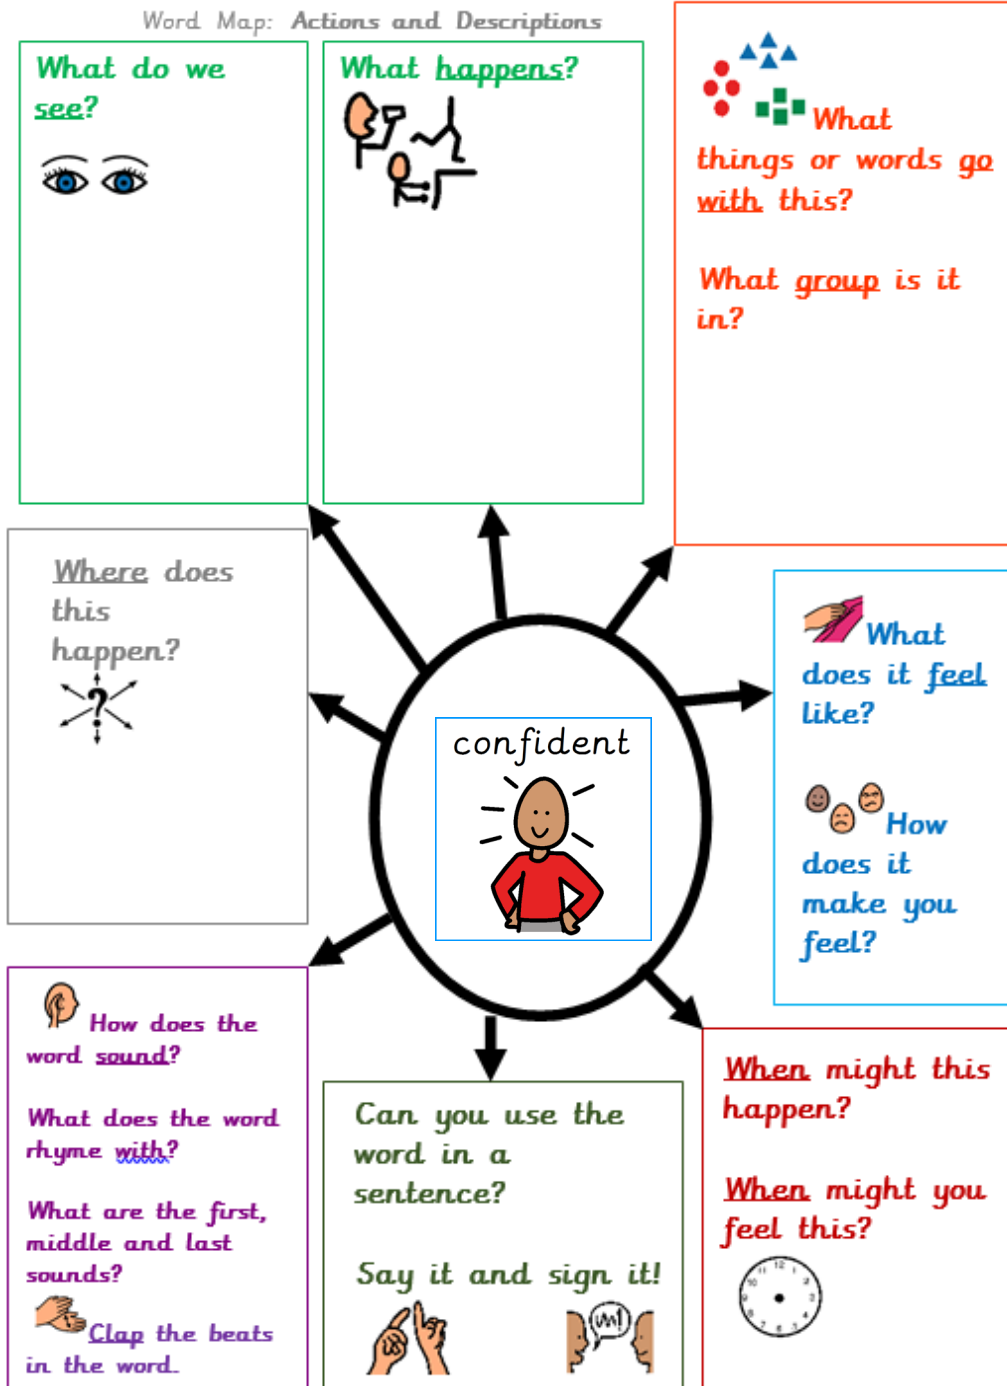 Word Map: Actions and Descriptions
What do we
see?
What happens?
What
things or words go
with this?
What group is it
in?
Where does
this
happen?
What
does it feel
like?
How
does it
make you
feel?
confident
How does the
word sound?
What does the word
rhyme with?
What are the first,
middle and last
sounds?
Clap the beats
in the word.
Can you use the
word in a
sentence?
Say it and sign it!
When might this
happen?
When might you
feel this?